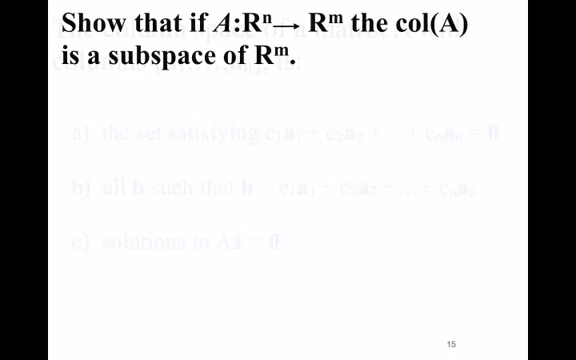 Show that if A:Rⁿ→ Rᵐ the col(A)
is a subspace of Rᵐ.
a) the set satisfying c₁a₁ + c₂a₂ +…+ cₙaₙ = 0
b) all b such that b = c₁a₁ + c₂a₂ +…+ cₙaₙ
c) solutions to Ax = 0
15